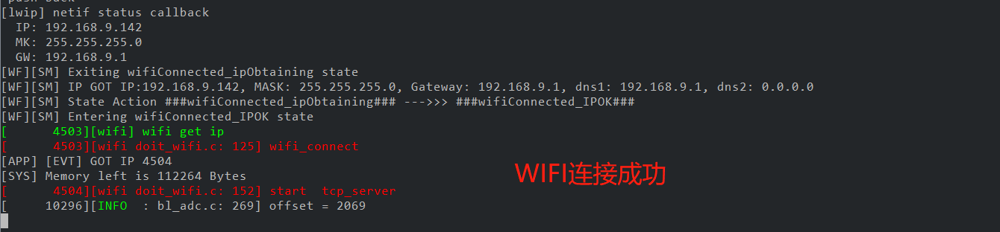 push back
[lwip] netif status callback
  IP: 192.168.9.142
  MK: 255.255.255.0
  GW: 192.168.9.1
[WF][SM] Exiting wifiConnected_ipObtaining state
[WF][SM] IP GOT IP:192.168.9.142, MASK: 255.255.255.0, Gateway: 192.168.9.1, dns1: 192.168.9.1, dns2: 0.0.0.0
[WF][SM] State Action ###wifiConnected_ipObtaining### --->>> ###wifiConnected_IPOK###
[WF][SM] Entering wifiConnected_IPOK state
[      4503][wifi] wifi get ip
[      4503][wifi doit_wifi.c: 125] wifi_connect
[APP] [EVT] GOT IP 4504
[SYS] Memory left is 112264 Bytes
WIFI连接成功
[      4504][wifi doit_wifi.c: 152] start  tcp_server
[     10296][INFO  : bl_adc.c: 269] offset = 2069